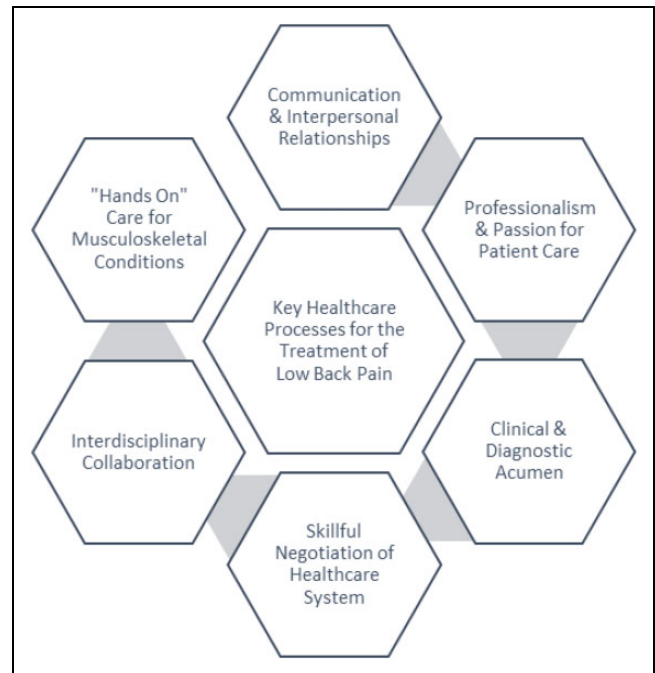 Communication
& Interpersonal
Relationships
Professionalism
& Passion for
Patient Care
Clinical &
Diagnostic
Acumen
Skillful
Negotiation of
Healthcare
System
Interdisciplinary
Collaboration
"Hands On"
Care for
Musculoskeletal
Conditions
Key Healthcare
Processes for the
Treatment of
Low Back Pain